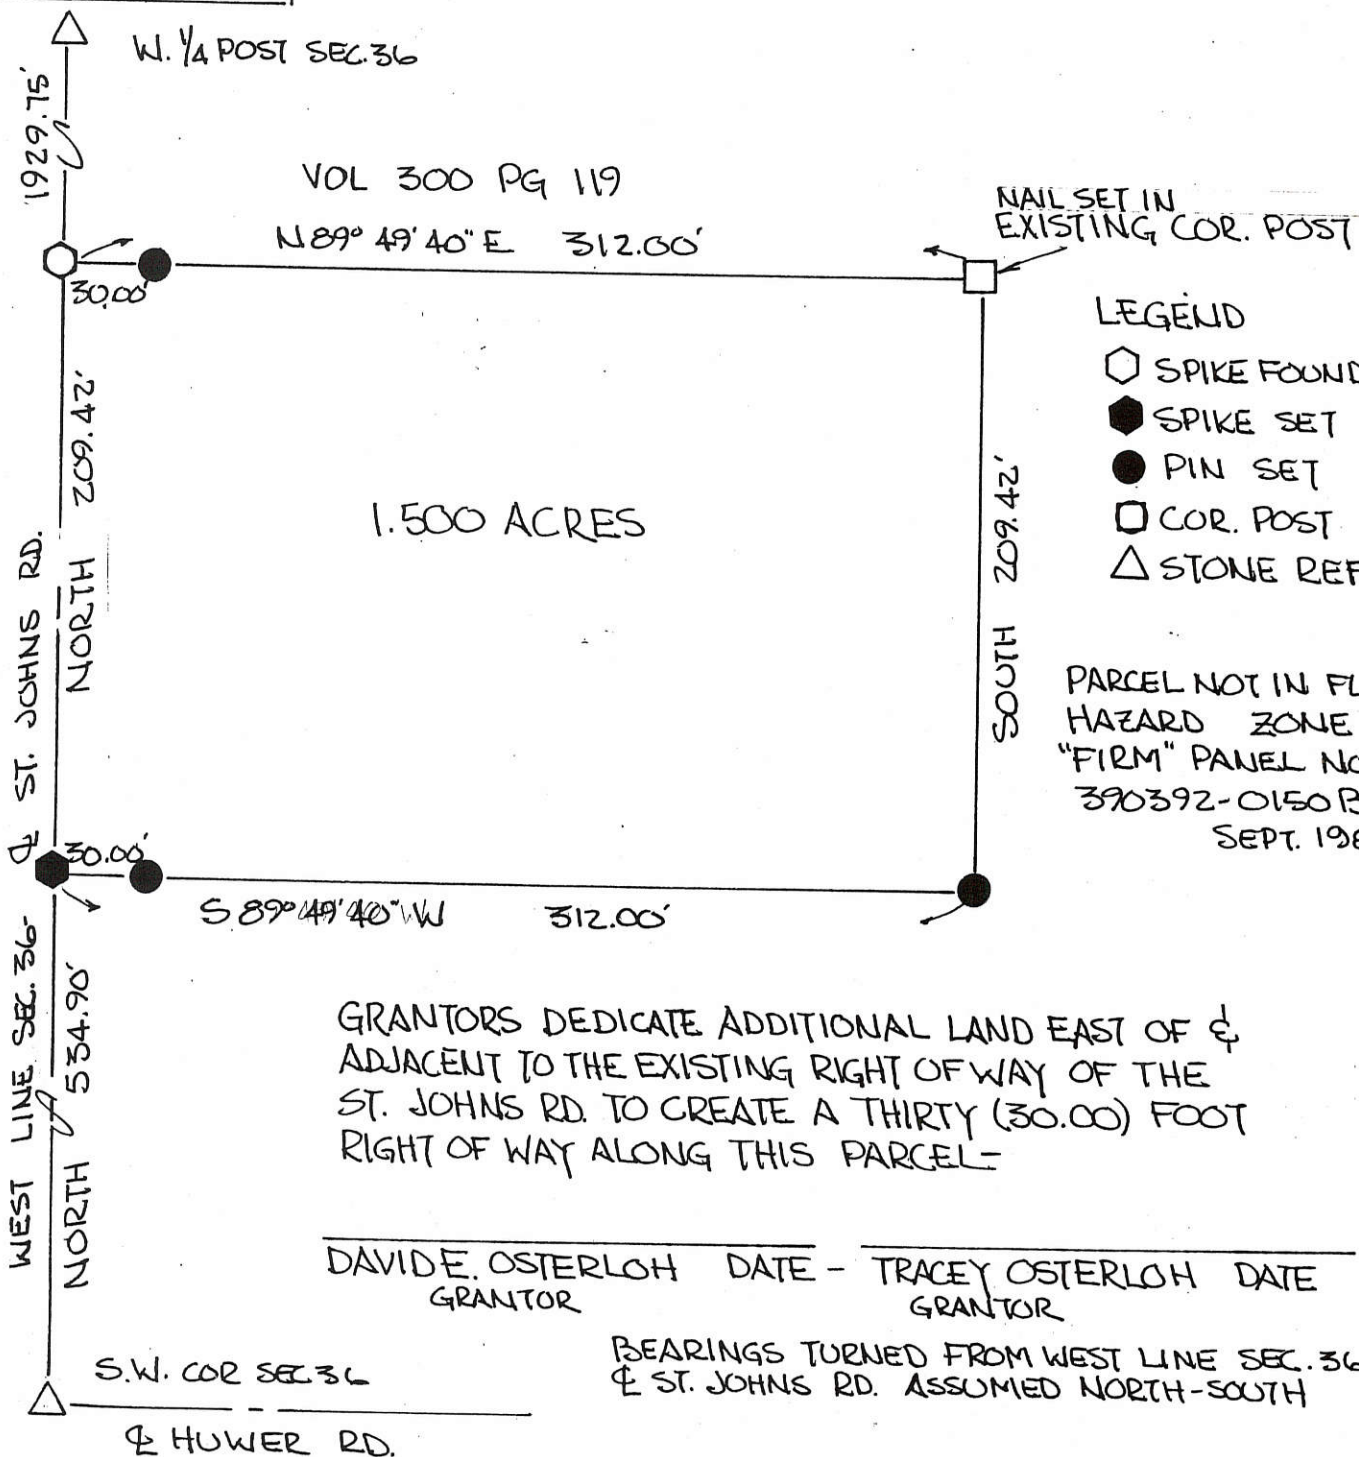 W. 1/4 POST SEC. 36
1929.75'
VOL 300 PG 119
N 89° 49' 40" E 312.00'
NAIL SET IN
EXISTING COR. POST
30.00'
LEGEND
SPIKE FOUND
SPIKE SET
PIN SET
COR. POST
STONE REF
NORTH 209.42'
1.500 ACRES
SOUTH 209.42'
PARCEL NOT IN FL
HAZARD ZONE
"FIRM" PANEL NO
390392-0150 B
SEPT. 198
WEST LINE SEC. 36- ℄ ST. JOHNS RD.
30.00'
S 89° 49' 40" W 312.00'
NORTH 534.90'
GRANTORS DEDICATE ADDITIONAL LAND EAST OF &
ADJACENT TO THE EXISTING RIGHT OF WAY OF THE
ST. JOHNS RD. TO CREATE A THIRTY (30.00) FOOT
RIGHT OF WAY ALONG THIS PARCEL-
DAVID E. OSTERLOH DATE - TRACEY OSTERLOH DATE
GRANTOR GRANTOR
BEARINGS TURNED FROM WEST LINE SEC. 36
℄ ST. JOHNS RD. ASSUMED NORTH-SOUTH
S.W. COR SEC 36
℄ HUWER RD.